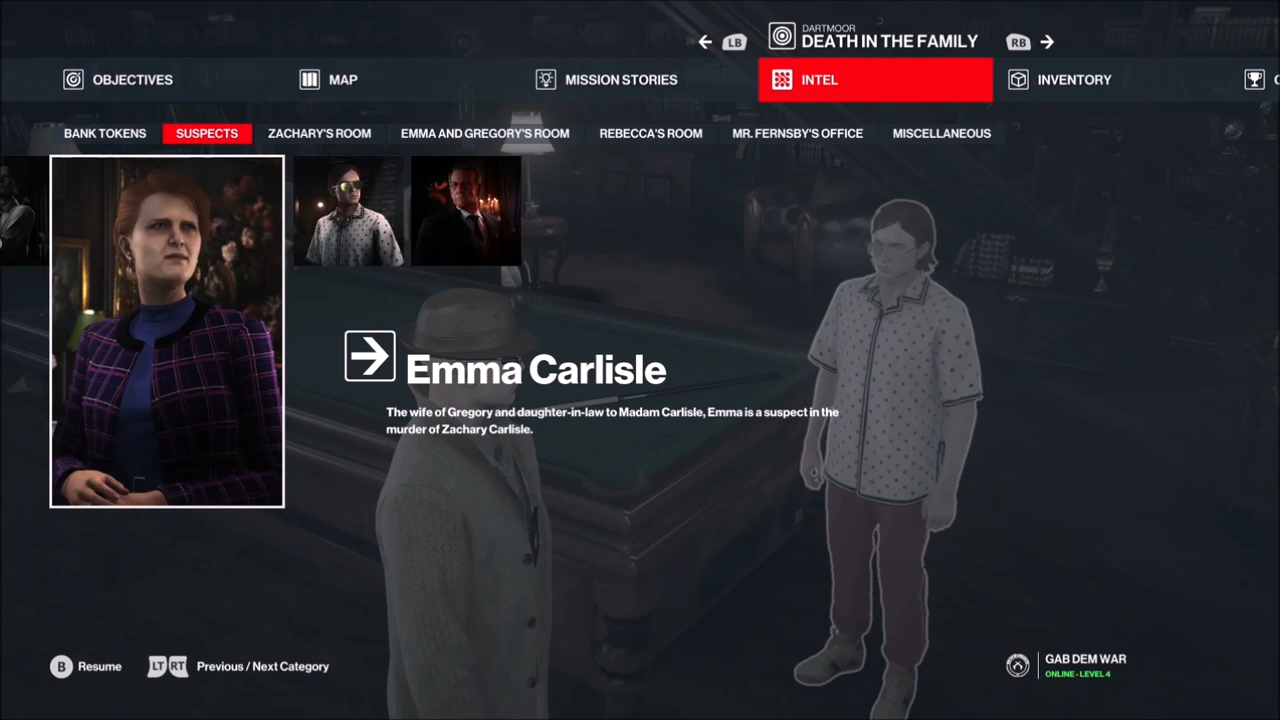 DARTMOOR
LB DEATH IN THE FAMILY RB
OBJECTIVES MAP MISSION STORIES INTEL INVENTORY
BANK TOKENS SUSPECTS ZACHARY'S ROOM EMMA AND GREGORY'S ROOM REBECCA'S ROOM MR. FERNSBY'S OFFICE MISCELLANEOUS
Emma Carlisle
The wife of Gregory and daughter-in-law to Madam Carlisle, Emma is a suspect in the
murder of Zachary Carlisle.
B Resume LT RT Previous / Next Category
GAB DEM WAR
ONLINE - LEVEL 4